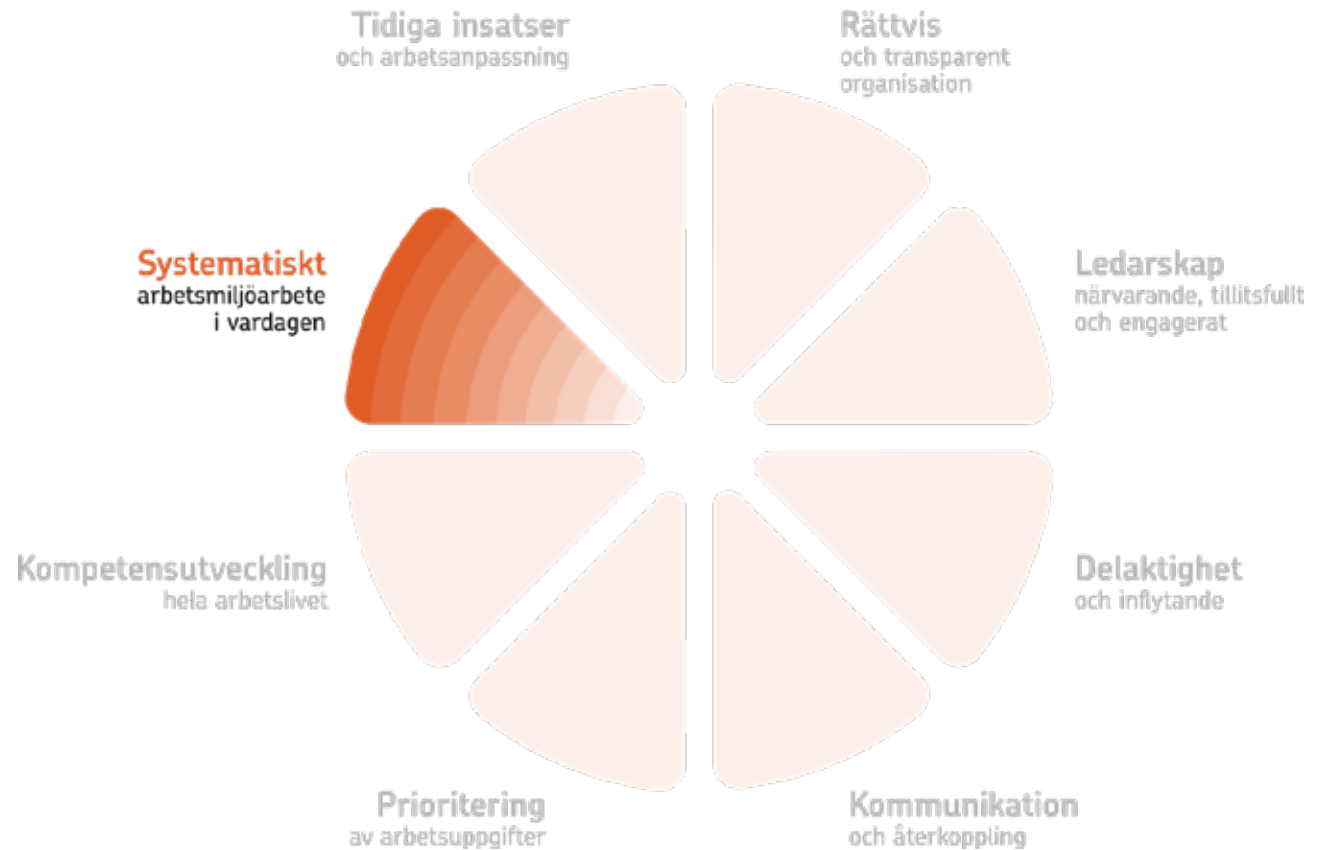 Tidiga insatser
och arbetsanpassning
Rättvis
och transparent
organisation
Systematiskt
arbetsmiljöarbete
i vardagen
Ledarskap
närvarande, tillitsfullt
och engagerat
Kompetensutveckling
hela arbetslivet
Delaktighet
och inflytande
Prioritering
av arbetsuppgifter
Kommunikation
och återkoppling